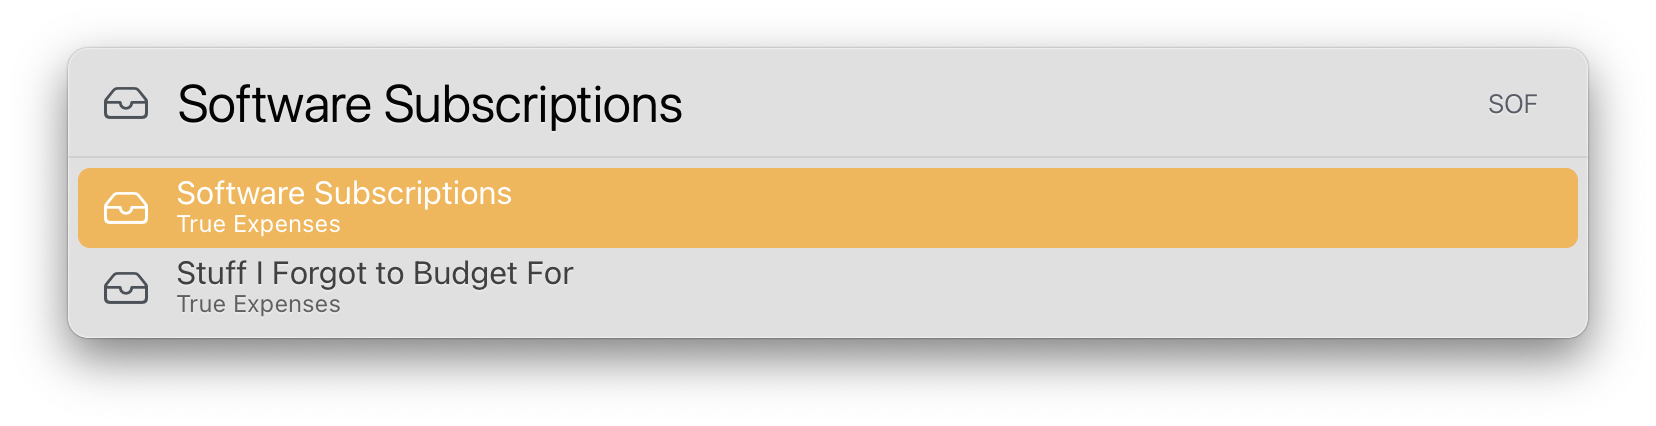 Software Subscriptions
SOF
Software Subscriptions
True Expenses
Stuff I Forgot to Budget For
True Expenses